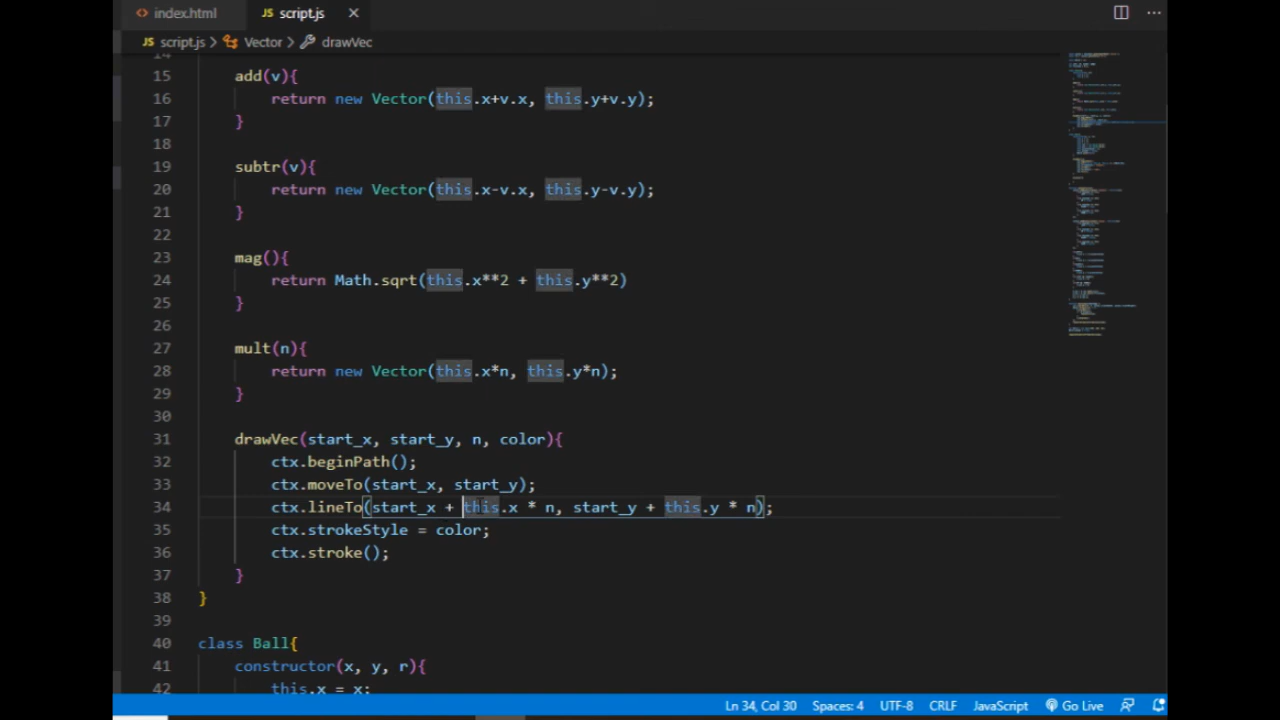 index.html
JS script.js
JS script.js > Vector > drawVec
14
15 add(v){
16 return new Vector(this.x+v.x, this.y+v.y);
17 }
18
19 subtr(v){
20 return new Vector(this.x-v.x, this.y-v.y);
21 }
22
23 mag(){
24 return Math.sqrt(this.x**2 + this.y**2)
25 }
26
27 mult(n){
28 return new Vector(this.x*n, this.y*n);
29 }
30
31 drawVec(start_x, start_y, n, color){
32 ctx.beginPath();
33 ctx.moveTo(start_x, start_y);
34 ctx.lineTo(start_x + this.x * n, start_y + this.y * n);
35 ctx.strokeStyle = color;
36 ctx.stroke();
37 }
38 }
39
40 class Ball{
41 constructor(x, y, r){
42 this.x = x;
Ln 34, Col 30 Spaces: 4 UTF-8 CRLF JavaScript Go Live